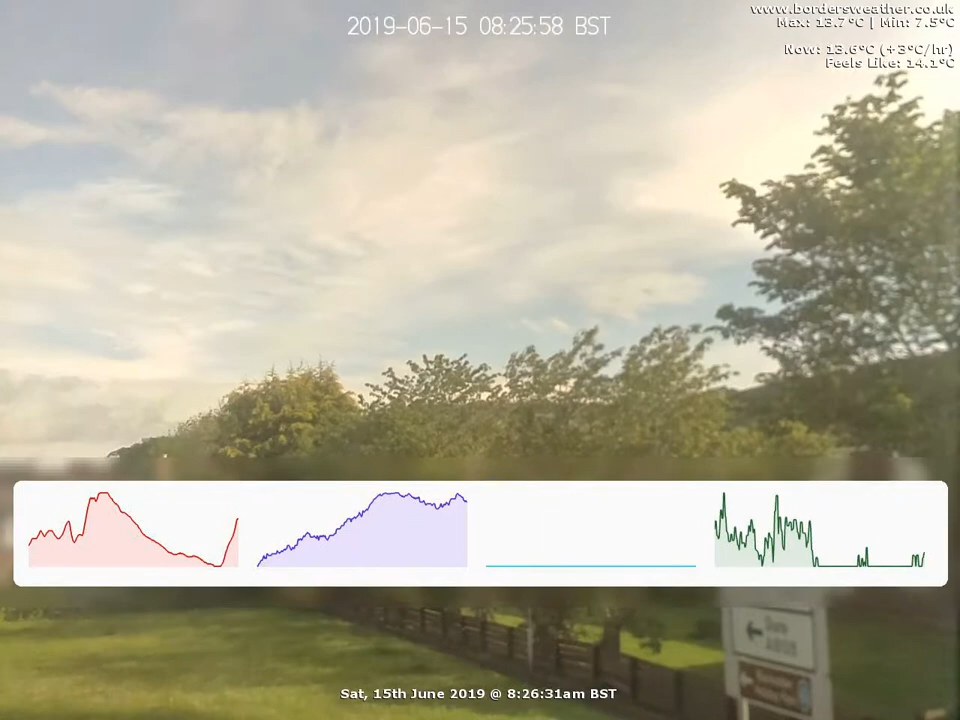 www.bordersweather.co.uk
2019-06-15 08:25:58 BST
Max: 13.7°C | Min: 7.5°C
Now: 13.6°C (+3°C/hr)
Feels Like: 14.1°C
Sat, 15th June 2019 @ 8:26:31am BST